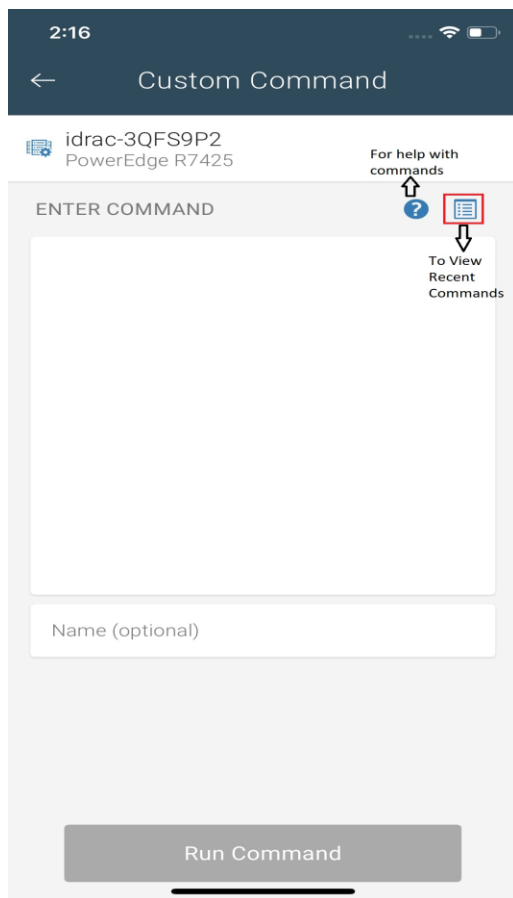 2:16
Custom Command
idrac-3QFS9P2
PowerEdge R7425
For help with
commands
ENTER COMMAND
?
To View
Recent
Commands
Name (optional)
Run Command